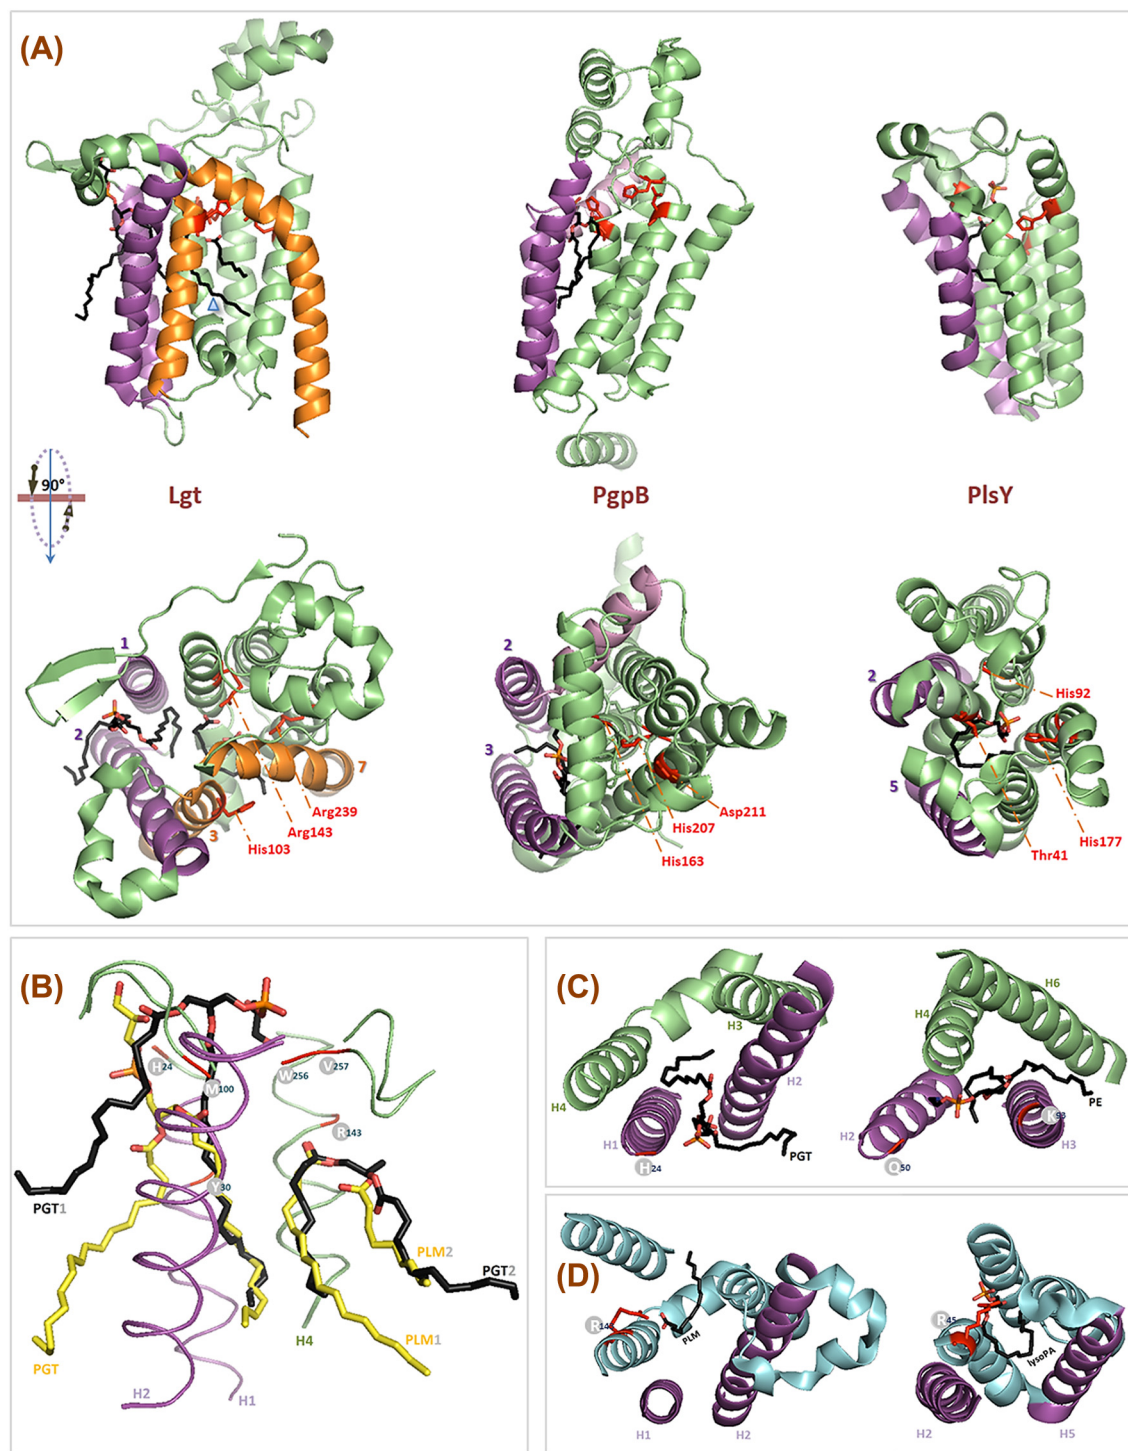 (A)
90°
Lgt
PgpB
PlsY
1
2
3
7
Arg239
Arg143
His103
2
3
Asp211
His207
His163
2
5
His92
His177
Thr41
(B)
H24
M100
W256
V257
R143
Y30
PGT1
PGT
PLM2
PGT2
PLM1
H4
H2
H1
(C)
H3
H4
H2
H1
H24
PGT
H6
H4
PE
K93
H2
H3
Q50
(D)
PLM
H1
H2
R45
lysoPA
H2
H5